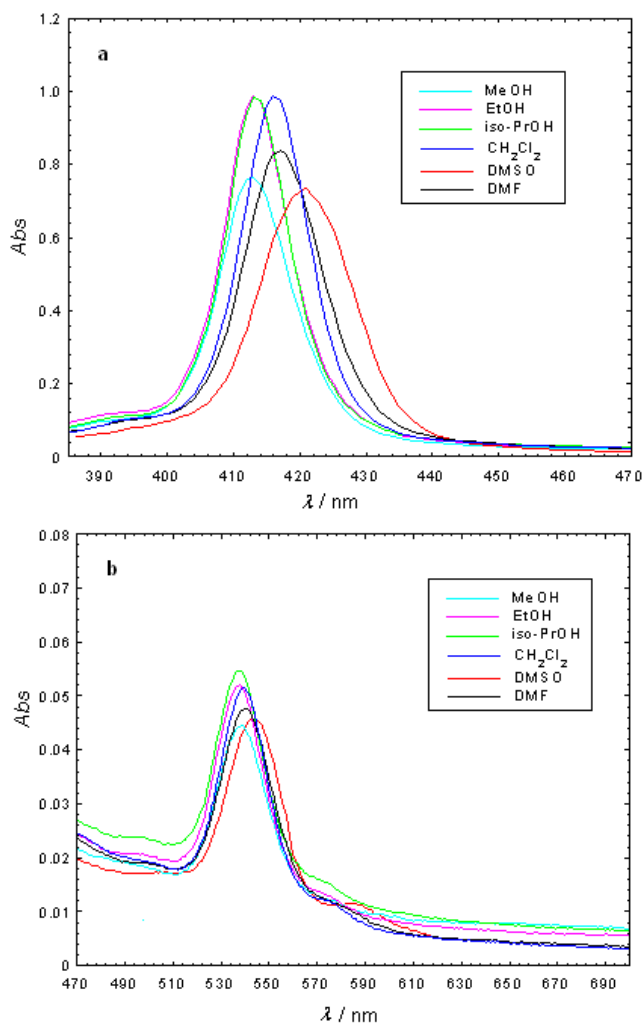 1.2
a
MeOH
EtOH
iso-PrOH
CH2Cl2
DMSO
DMF
1.0
0.8
0.6
0.4
0.2
0
Abs
390 400 410 420 430 440 450 460 470
λ / nm
0.08
b
MeOH
EtOH
iso-PrOH
CH2Cl2
DMSO
DMF
0.07
0.06
0.05
0.04
0.03
0.02
0.01
0
Abs
470 490 510 530 550 570 590 610 630 650 670 690
λ / nm